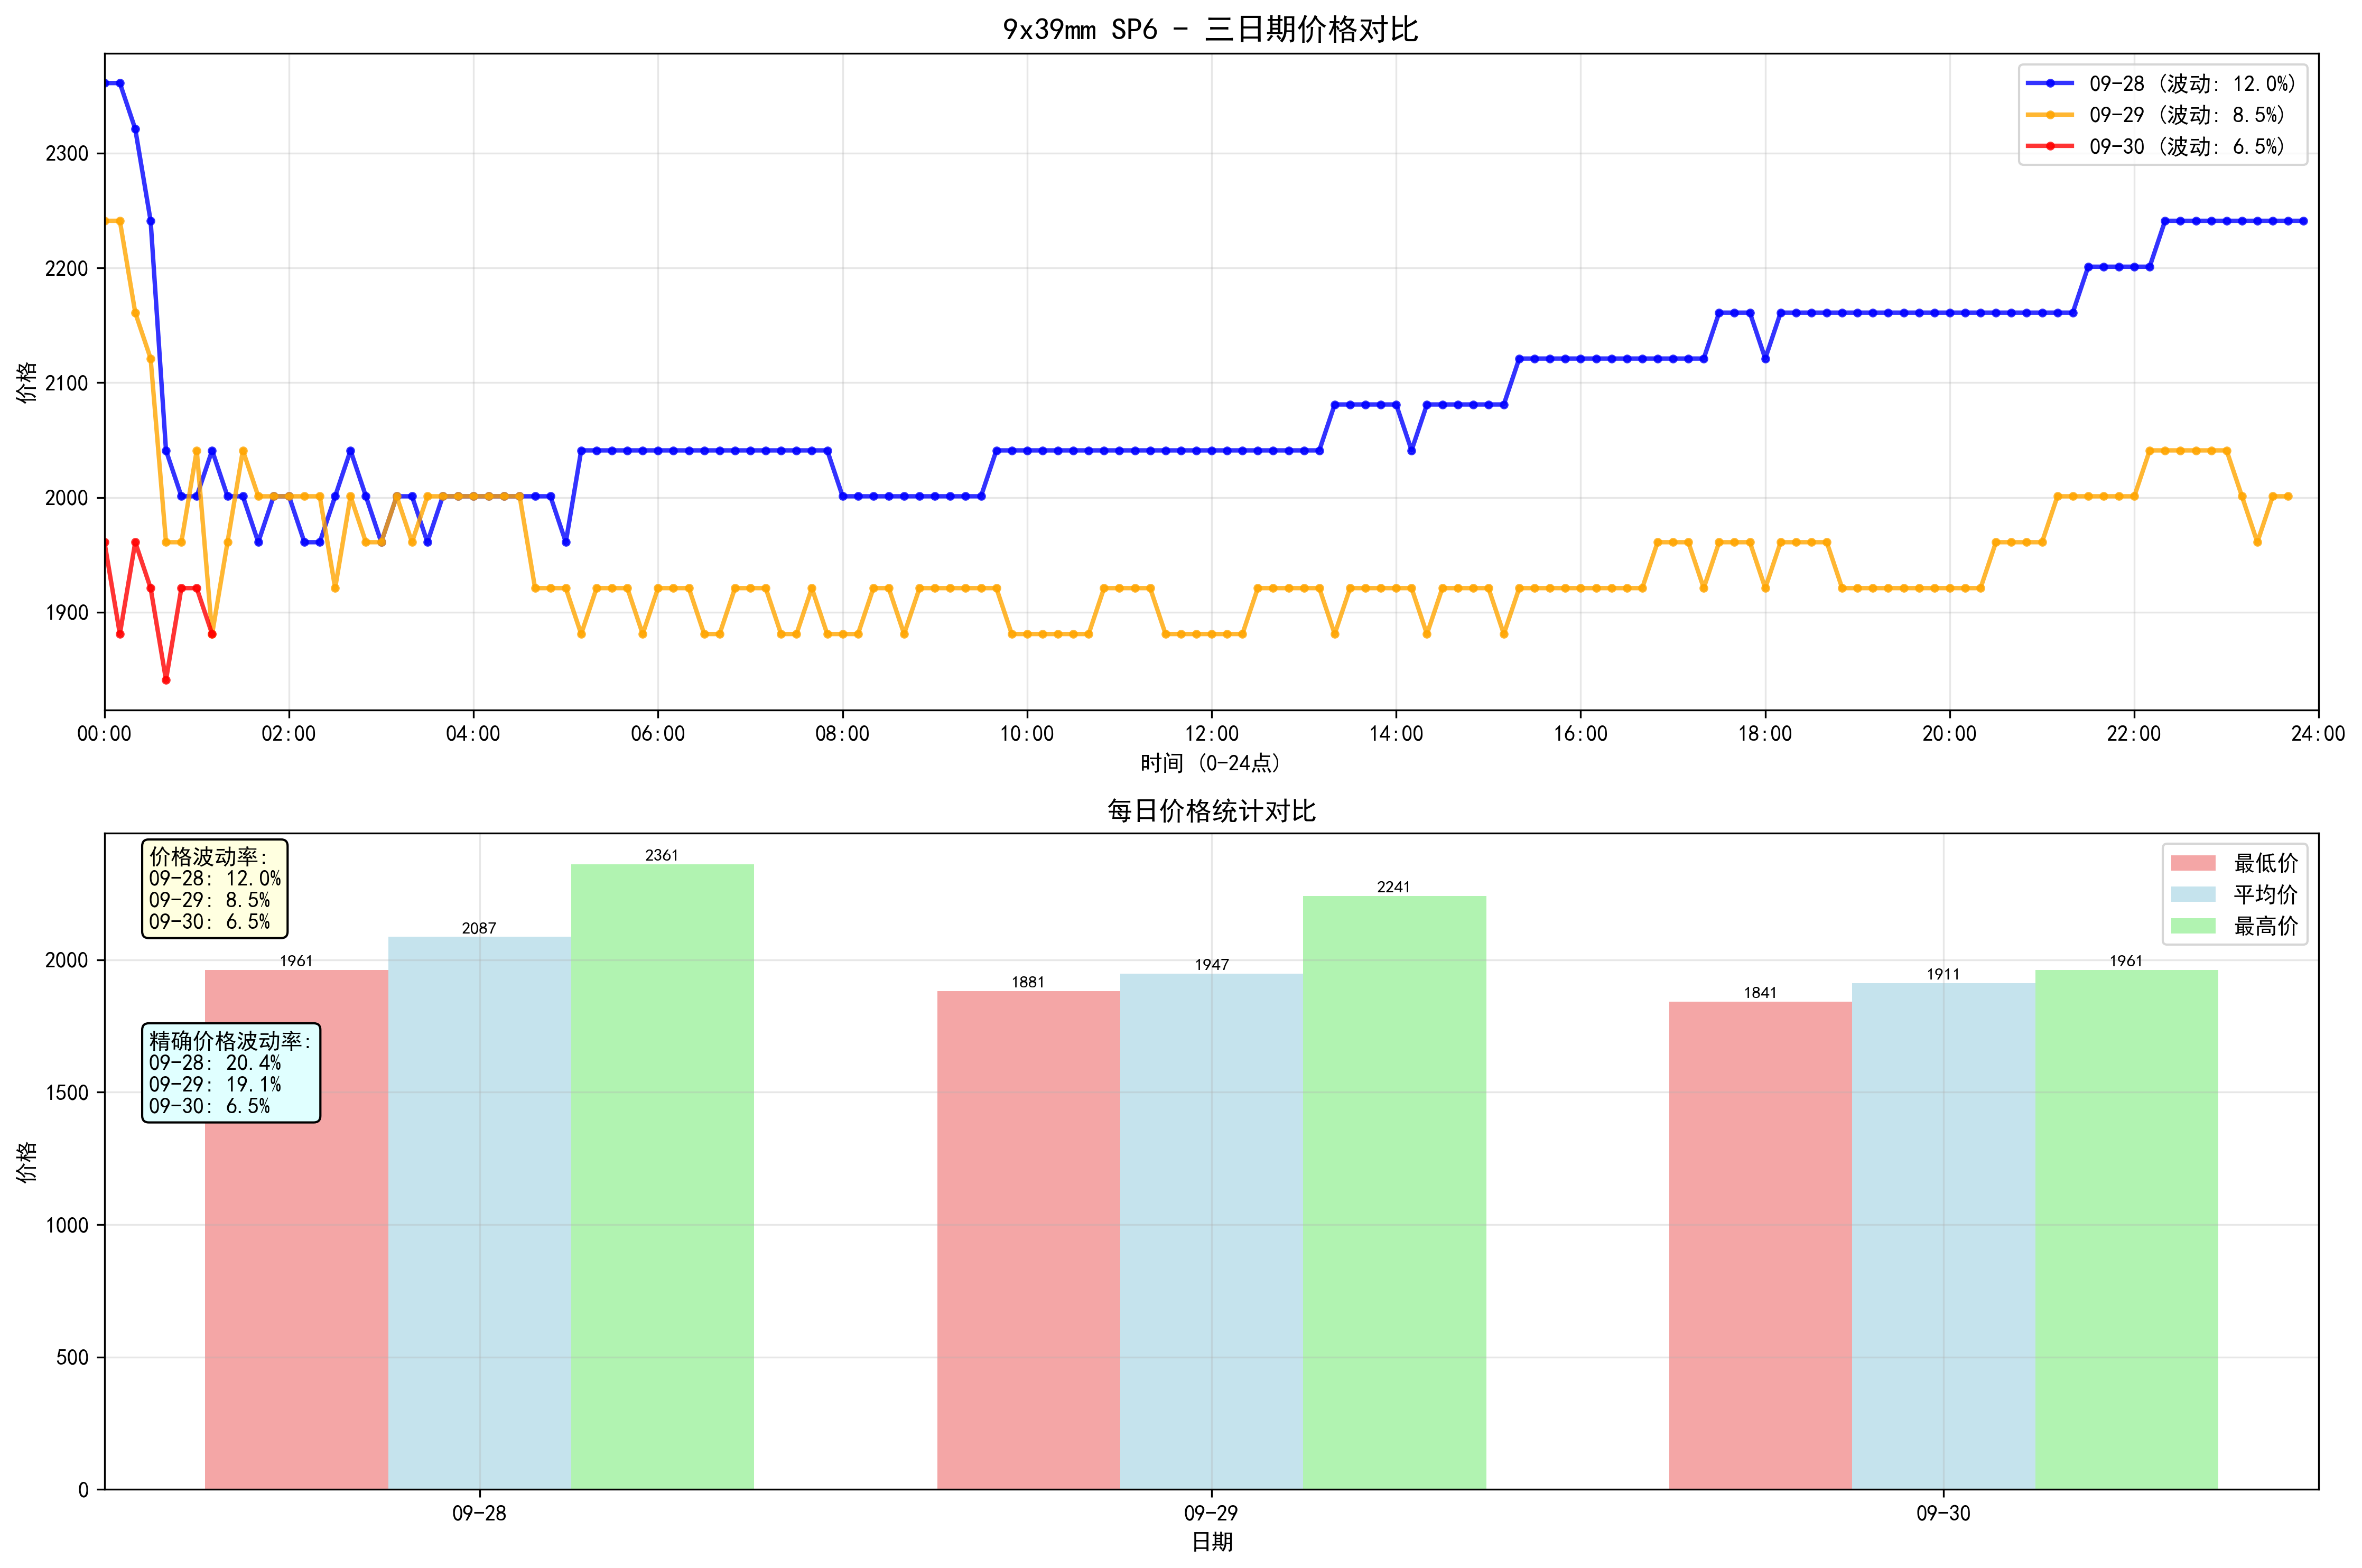 9x39mm SP6 - 三日期价格对比
09-28 (波动: 12.0%)
09-29 (波动: 8.5%)
09-30 (波动: 6.5%)
价格
2300
2200
2100
2000
1900
00:00 02:00 04:00 06:00 08:00 10:00 12:00 14:00 16:00 18:00 20:00 22:00 24:00
时间 (0-24点)
每日价格统计对比
价格波动率:
09-28: 12.0%
09-29: 8.5%
09-30: 6.5%
精确价格波动率:
09-28: 20.4%
09-29: 19.1%
09-30: 6.5%
最低价
平均价
最高价
1961 2087 2361
1881 1947 2241
1841 1911 1961
价格
2000
1500
1000
500
0
09-28 09-29 09-30
日期